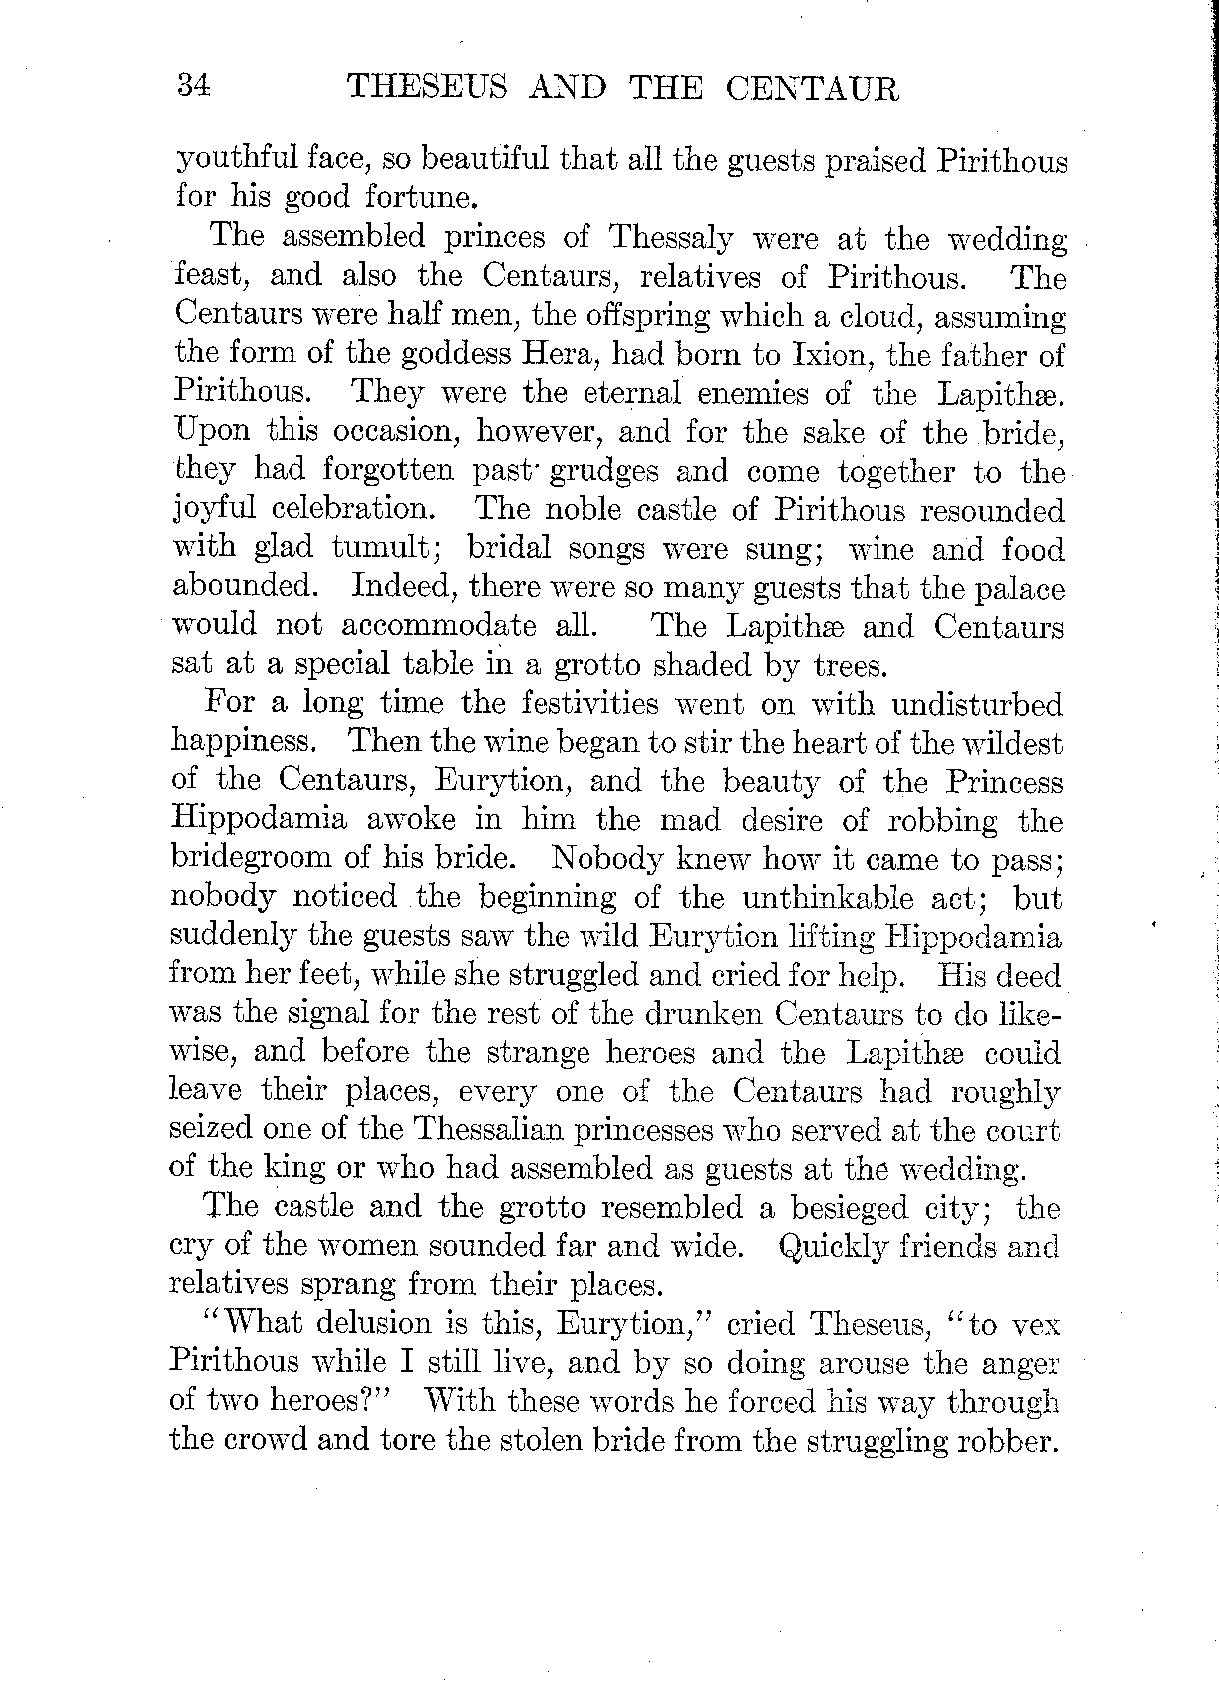 34 THESEUS AND THE CENTAUR
youthful face, so beautiful that all the guests praised Pirithous
for his good fortune.
The assembled princes of Thessaly were at the wedding
feast, and also the Centaurs, relatives of Pirithous. The
Centaurs were half men, the offspring which a cloud, assuming
the form of the goddess Hera, had born to Ixion, the father of
Pirithous. They were the eternal enemies of the Lapithæ.
Upon this occasion, however, and for the sake of the bride,
they had forgotten past grudges and come together to the
joyful celebration. The noble castle of Pirithous resounded
with glad tumult; bridal songs were sung; wine and food
abounded. Indeed, there were so many guests that the palace
would not accommodate all. The Lapithæ and Centaurs
sat at a special table in a grotto shaded by trees.
For a long time the festivities went on with undisturbed
happiness. Then the wine began to stir the heart of the wildest
of the Centaurs, Eurytion, and the beauty of the Princess
Hippodamia awoke in him the mad desire of robbing the
bridegroom of his bride. Nobody knew how it came to pass;
nobody noticed the beginning of the unthinkable act; but
suddenly the guests saw the wild Eurytion lifting Hippodamia
from her feet, while she struggled and cried for help. His deed
was the signal for the rest of the drunken Centaurs to do like-
wise, and before the strange heroes and the Lapithæ could
leave their places, every one of the Centaurs had roughly
seized one of the Thessalian princesses who served at the court
of the king or who had assembled as guests at the wedding.
The castle and the grotto resembled a besieged city; the
cry of the women sounded far and wide. Quickly friends and
relatives sprang from their places.
"What delusion is this, Eurytion," cried Theseus, "to vex
Pirithous while I still live, and by so doing arouse the anger
of two heroes?" With these words he forced his way through
the crowd and tore the stolen bride from the struggling robber.